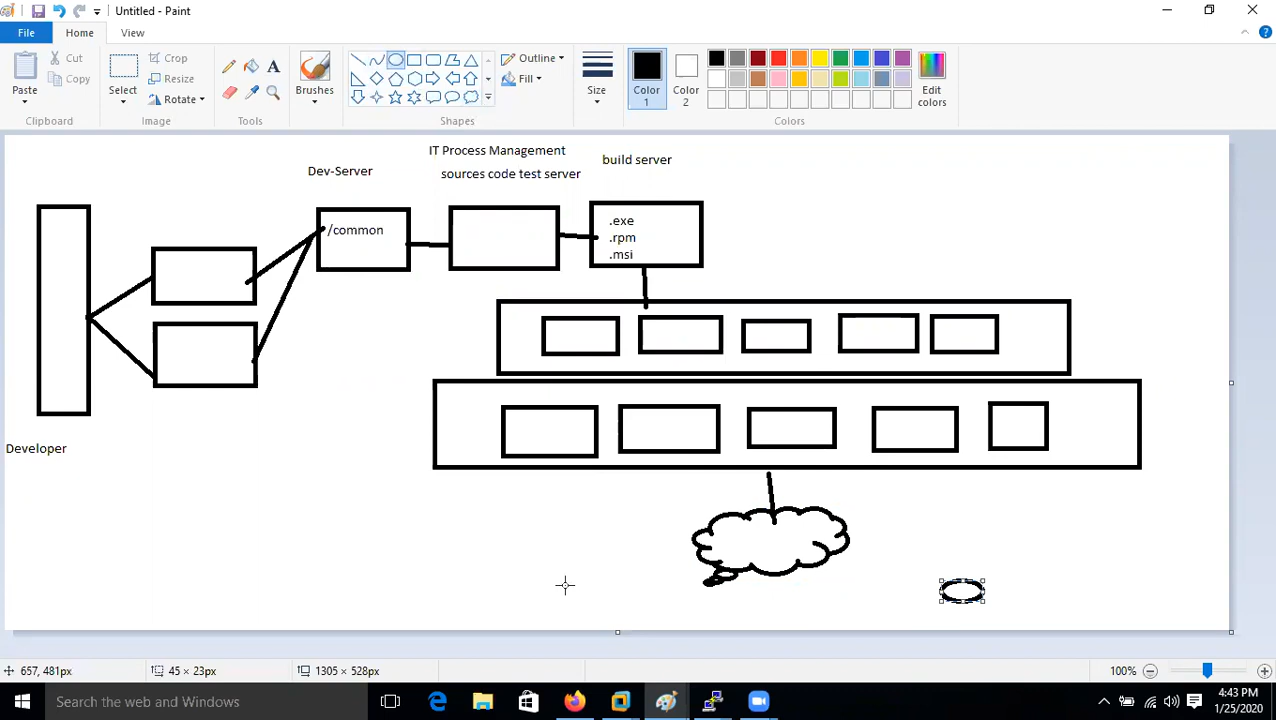 Untitled - Paint
File
Home
View
Paste
Cut
Copy
Clipboard
Select
Crop
Resize
Rotate
Image
A
Tools
Brushes
Outline
Fill
Shapes
Size
Color 1
Color 2
Edit colors
Colors
IT Process Management
build server
Dev-Server
sources code test server
/common
.exe
.rpm
.msi
Developer
657, 481px
45 × 23px
1305 × 528px
100%
Search the web and Windows
4:43 PM
1/25/2020